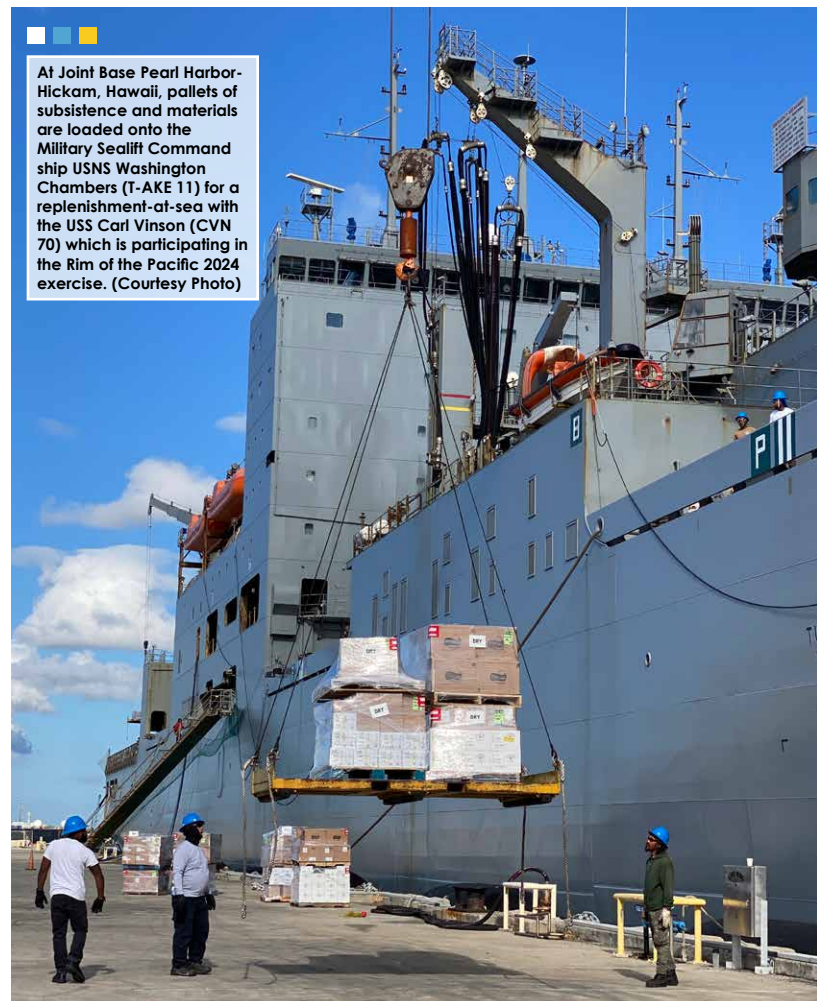 At Joint Base Pearl Harbor-
Hickam, Hawaii, pallets of
subsistence and materials
are loaded onto the
Military Sealift Command
ship USNS Washington
Chambers (T-AKE 11) for a
replenishment-at-sea with
the USS Carl Vinson (CVN
70) which is participating in
the Rim of the Pacific 2024
exercise. (Courtesy Photo)
B
P
DRY
DRY
DRY
DRY